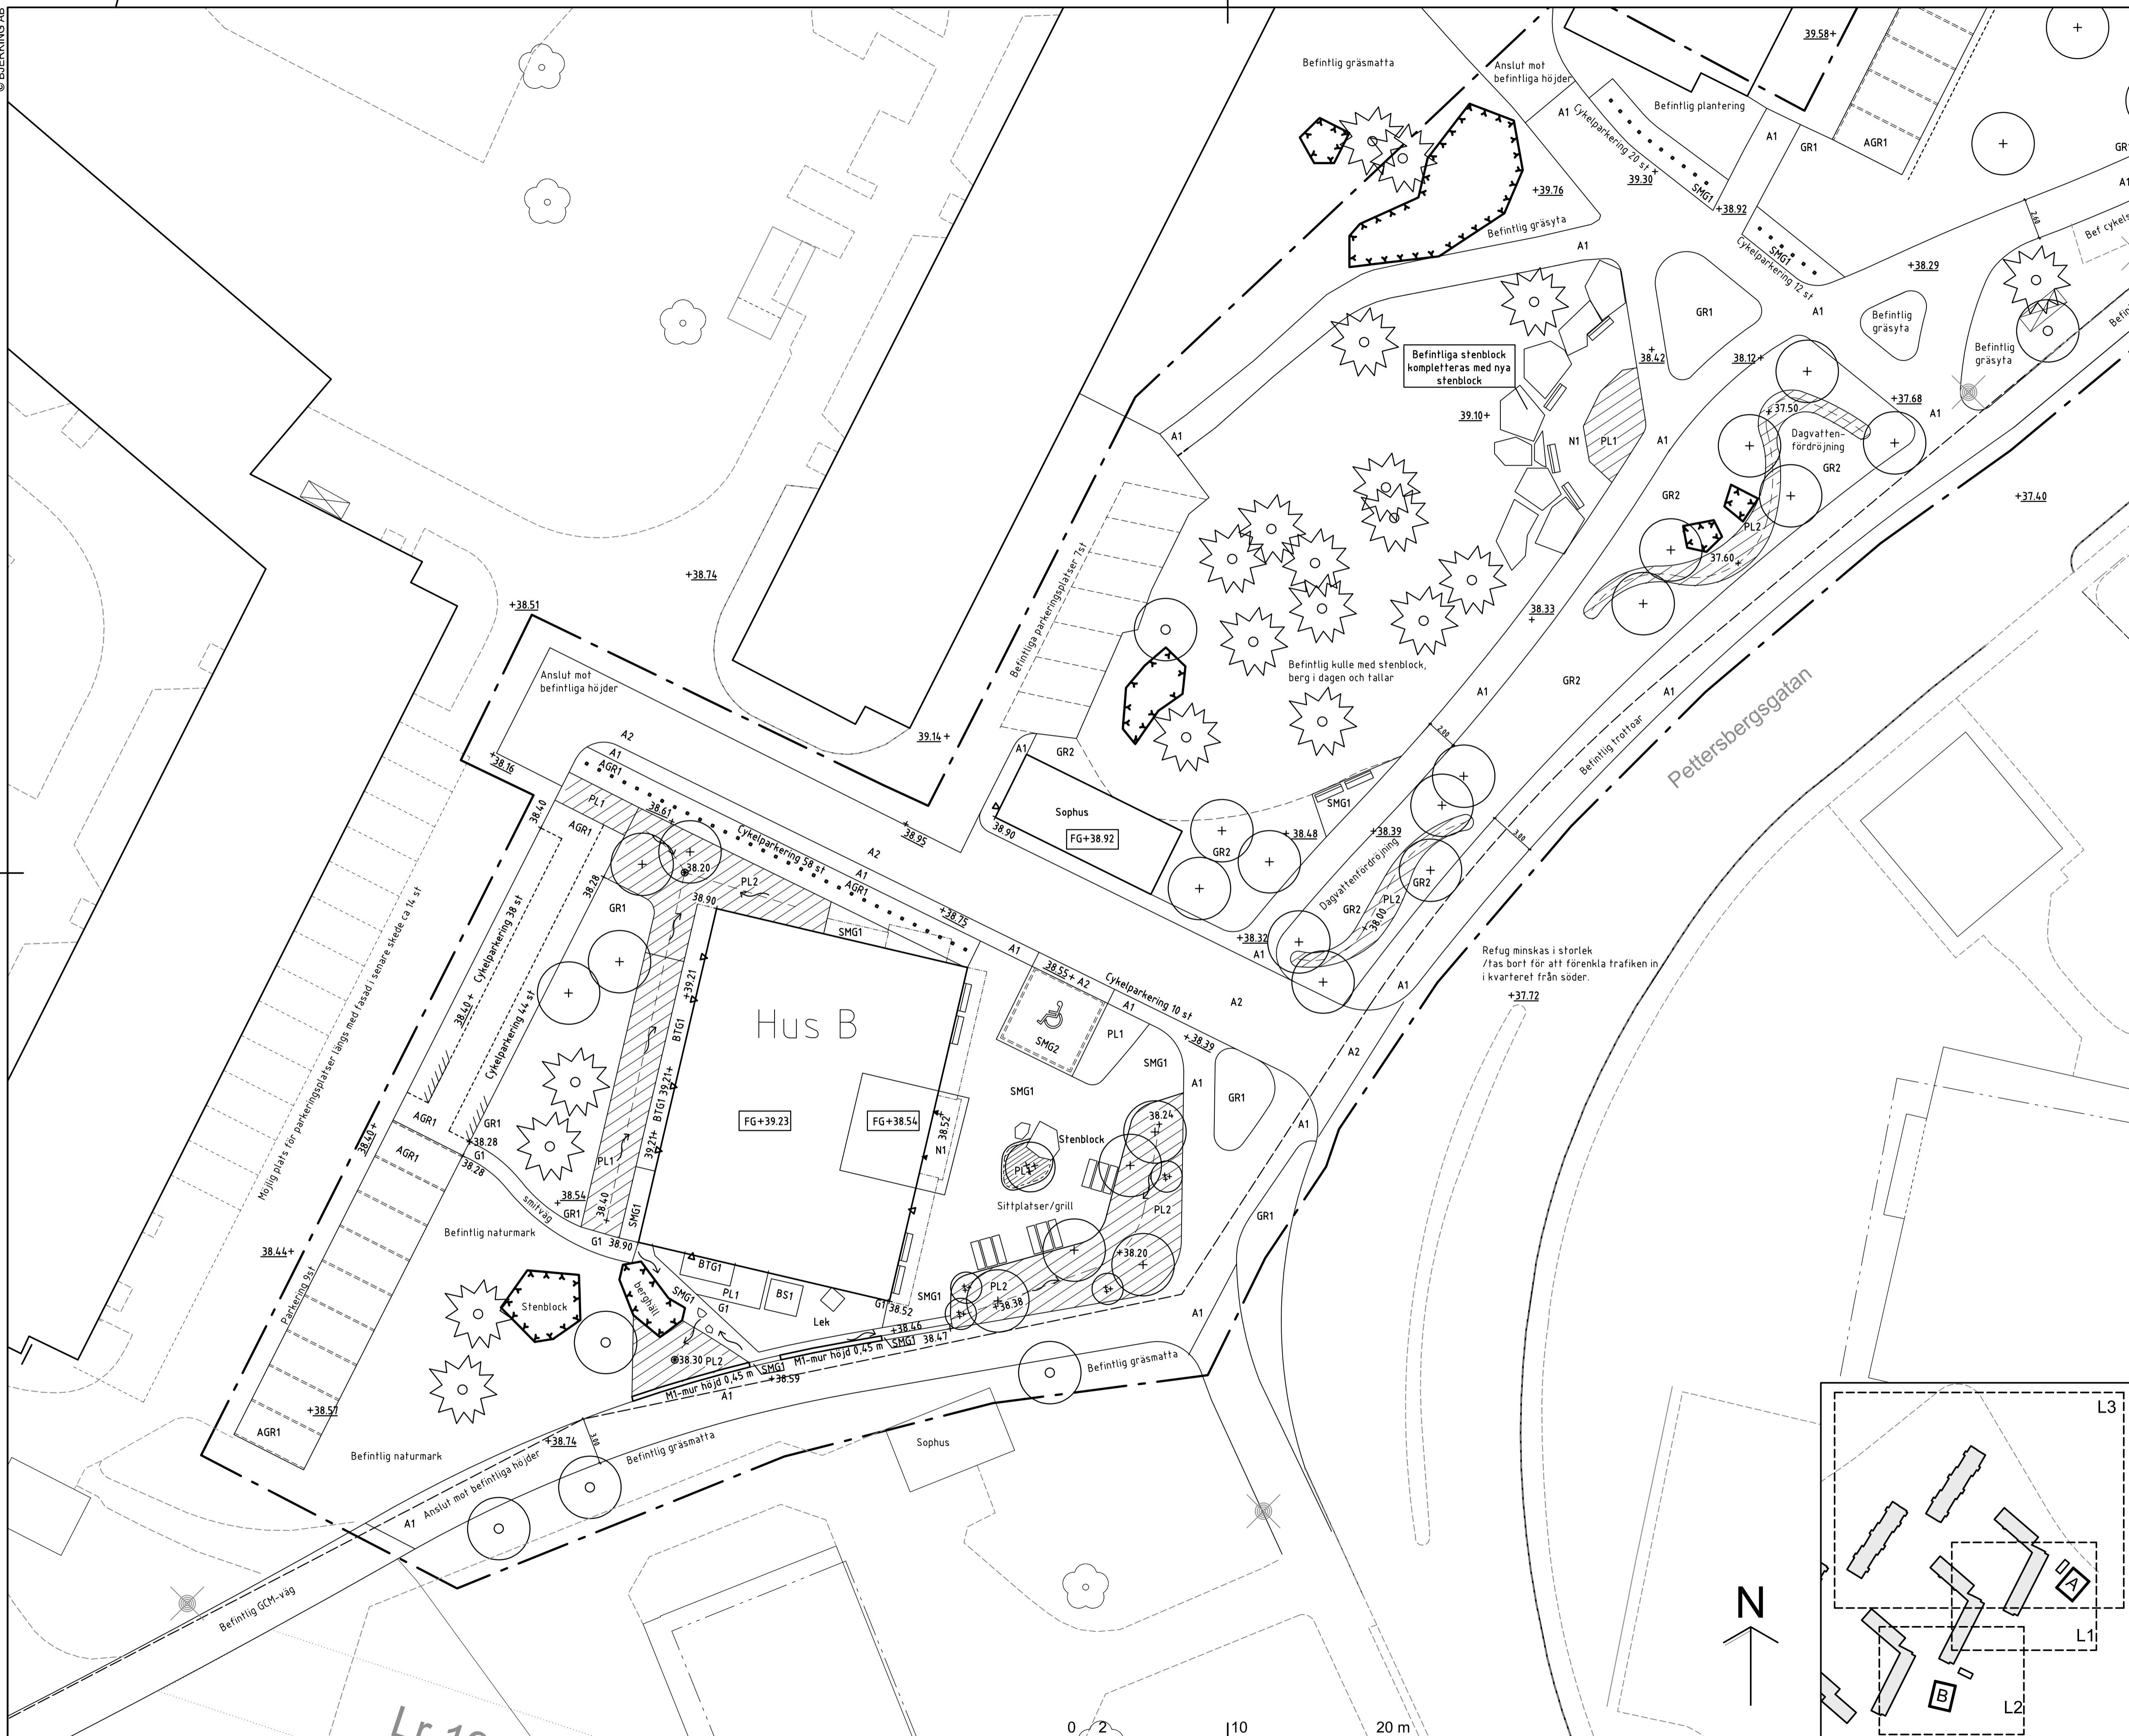 © BJERKING AB
39.58+
Befintlig gräsmatta
Anslut mot
befintliga höjder
A1
Cykelparkering 20 st
Befintlig plantering
A1
GR1
AGR1
39.30+
SMG1
+38.92
+39.76
Befintlig gräsyta
A1
SMG1
Cykelparkering 12 st
2.60
+38.29
A1
GR1
Befintlig
gräsyta
Befintlig
gräsyta
Befintliga stenblock
kompletteras med nya
stenblock
38.42
+
38.12+
39.10+
+37.50
+37.68
A1
Dagvatten-
fördröjning
GR2
A1
N1
PL1
A1
GR2
PL2
+37.40
37.60
+
+38.74
+38.51
Befintliga parkeringsplatser 7st
38.33
+
Befintlig kulle med stenblock,
berg i dagen och tallar
Anslut mot
befintliga höjder
A1
GR2
A1
Befintlig trottoar
Pettersbergsgatan
2.00
A2
A1
AGR1
39.14+
A1
GR2
+38.16
PL1
38.61
+
38.40
AGR1
Cykelparkering 58 st
+38.95
A2
+38.90
Sophus
FG+38.92
SMG1
+38.48
+38.39
3.00
GR2
A1
AGR1
38.28
+38.20
PL2
38.90
GR1
SMG1
+38.75
Dagvattenfördröjning
GR2
GR2
PL2
+38.00
+38.32
A1
A1
Möjlig plats för parkeringsplatser längs med fasad i senare skede ca 14 st
Cykelparkering 38 st
38.40+
Cykelparkering 44 st
+39.21
BTG1
Hus B
38.55+
A2
A1
Cykelparkering 10 st
A2
A1
Refug minskas i storlek
/tas bort för att förenkla trafiken in
i kvarteret från söder.
+37.72
SMG2
PL1
+38.39
SMG1
A2
SMG1
A1
GR1
A1
FG+39.23
FG+38.54
38.52
N1
BTG1 39.21+
39.21+
38.40+
AGR1
GR1
+38.28
G1
38.28
AGR1
PL1
38.24
+
Stenblock
PL1
smitväg
+38.54
GR1
38.40
+
SMG1
Sittplatser/grill
PL2
GR1
Befintlig naturmark
G1 38.90
38.44+
Parkering 9st
BTG1
PL1
G1
BS1
SMG1
Stenblock
berghäll
Lek
G1 38.52
SMG1
PL2
+38.20
+38.38
+38.46
SMG1 38.47
A1
38.30 PL2
M1-mur höjd 0,45 m
SMG1
M1-mur höjd 0,45 m
+38.59
A1
Befintlig gräsmatta
+38.57
AGR1
Befintlig naturmark
+38.74
3.00
Befintlig gräsmatta
Sophus
Anslut mot befintliga höjder
A1
Befintlig GCM-väg
N
L3
A
L1
B
L2
0 2 10 20 m